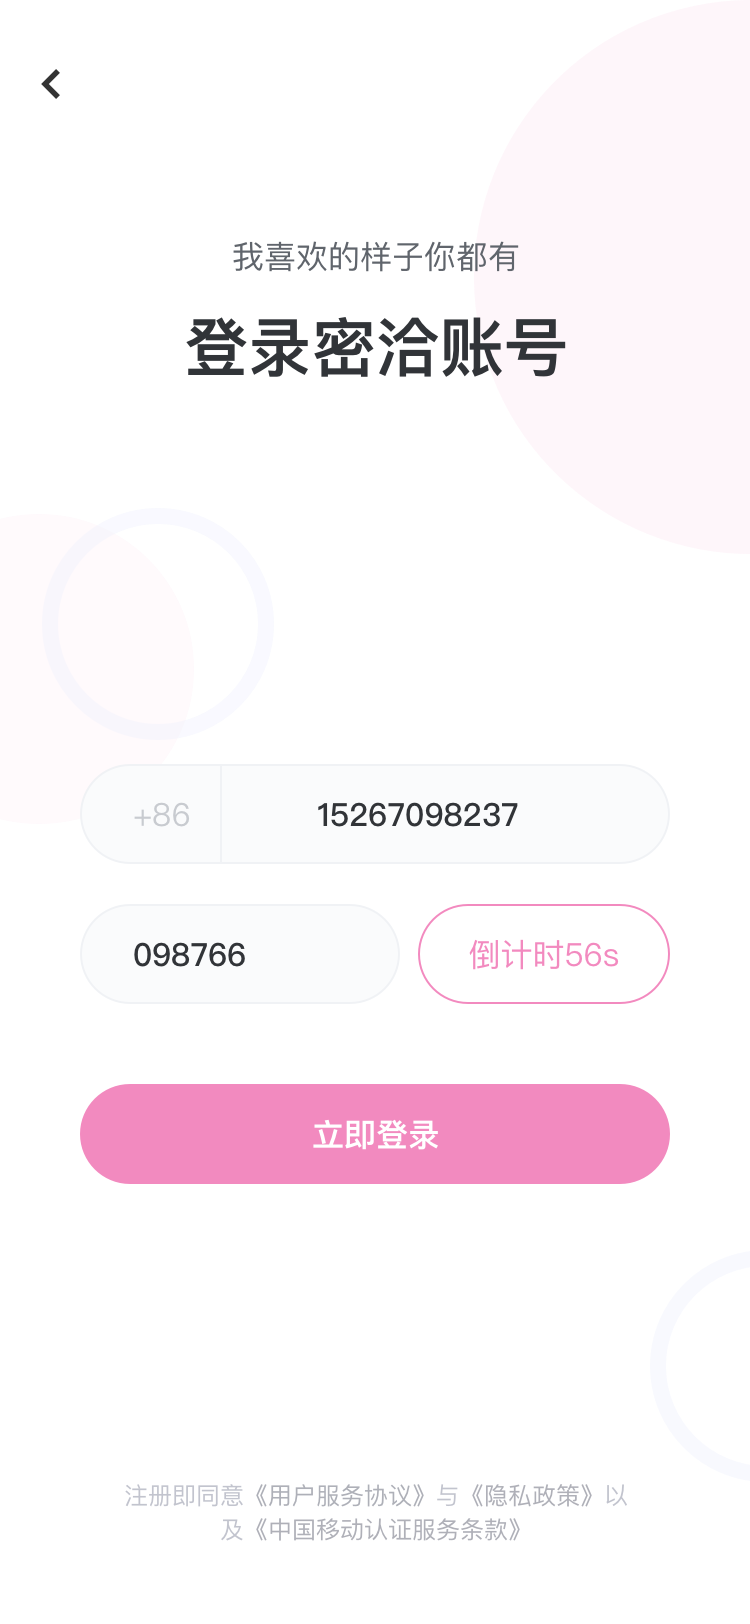 我喜欢的样子你都有
登录密洽账号
+86 15267098237
098766 倒计时56s
立即登录
注册即同意《用户服务协议》与《隐私政策》以
及《中国移动认证服务条款》